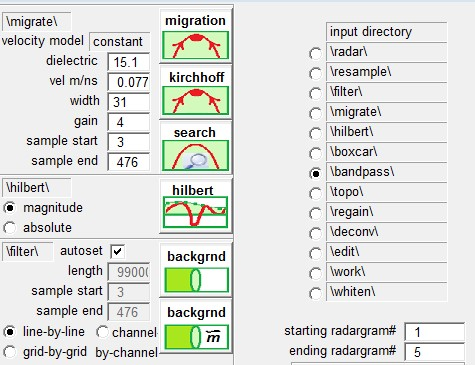 \migrate\
velocity model constant
dielectric 15.1
vel m/ns 0.077
width 31
gain 4
sample start 3
sample end 476
migration
kirchhoff
search
\hilbert\
magnitude
absolute
hilbert
\filter\ autoset
length 99000
sample start 3
sample end 476
line-by-line channel
grid-by-grid by-channel
backgrnd
backgrnd
m
input directory
\radar\
\resample\
\filter\
\migrate\
\hilbert\
\boxcar\
\bandpass\
\topo\
\regain\
\deconv\
\edit\
\work\
\whiten\
starting radargram# 1
ending radargram# 5